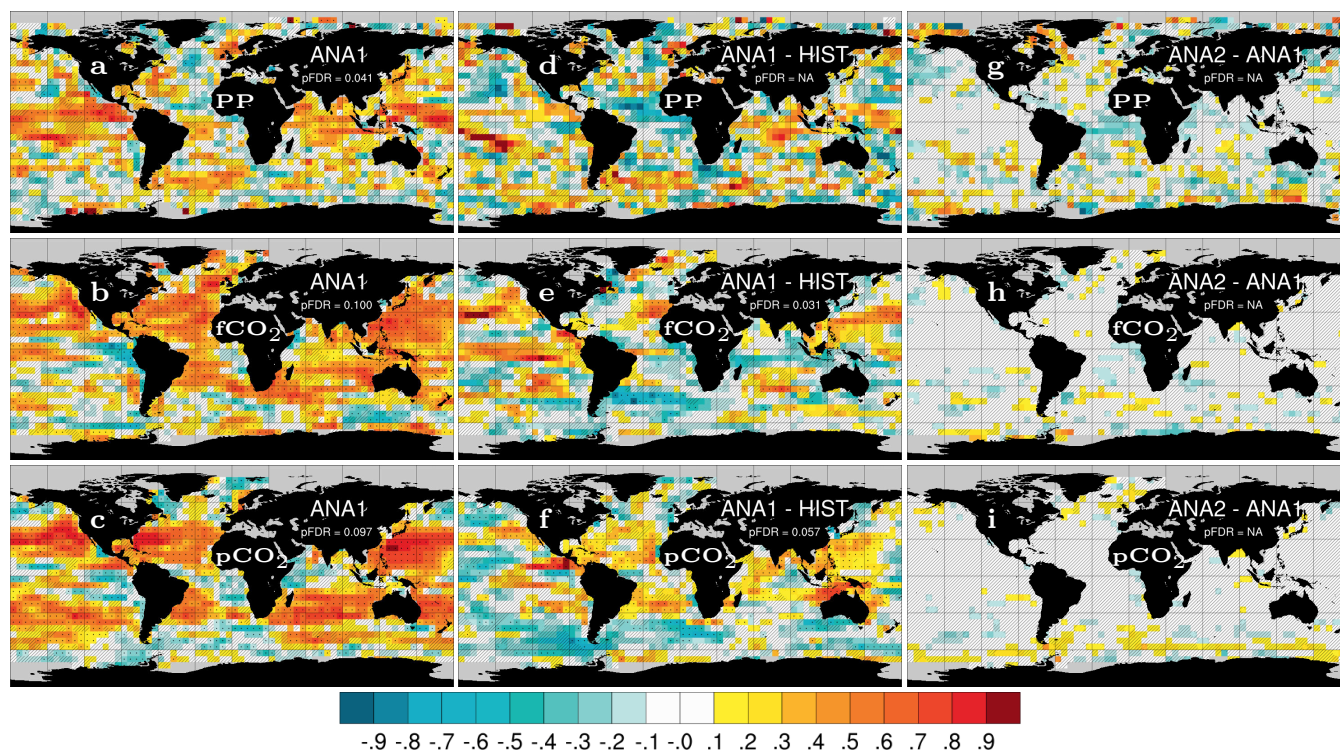 a
ANA1
pFDR = 0.041
PP
d
ANA1 - HIST
pFDR = NA
PP
g
ANA2 - ANA1
pFDR = NA
PP
b
ANA1
pFDR = 0.100
fCO₂
e
ANA1 - HIST
pFDR = 0.031
fCO₂
h
ANA2 - ANA1
pFDR = NA
fCO₂
c
ANA1
pFDR = 0.097
pCO₂
f
ANA1 - HIST
pFDR = 0.057
pCO₂
i
ANA2 - ANA1
pFDR = NA
pCO₂
-.9 -.8 -.7 -.6 -.5 -.4 -.3 -.2 -.1 -.0 .1 .2 .3 .4 .5 .6 .7 .8 .9